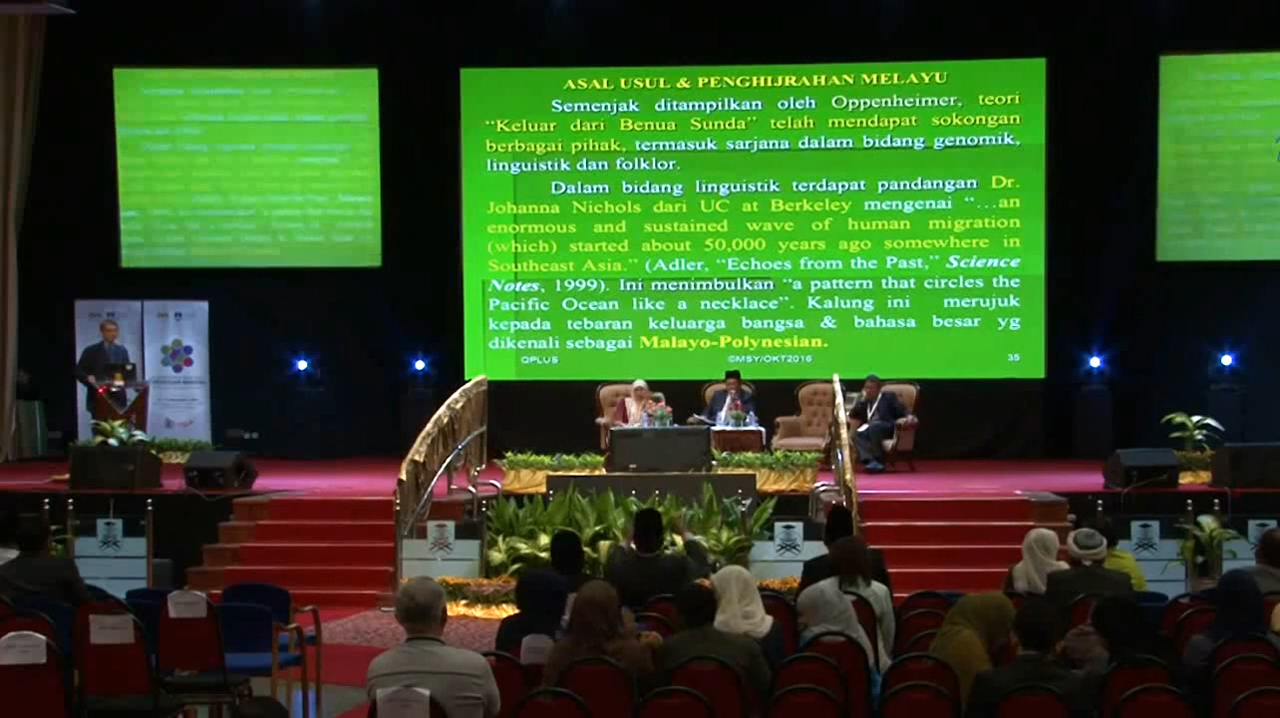 ASAL USUL & PENGHIJRAHAN MELAYU
Semenjak ditampilkan oleh Oppenheimer, teori
“Keluar dari Benua Sunda” telah mendapat sokongan
berbagai pihak, termasuk sarjana dalam bidang genomik,
linguistik dan folklor.
Dalam bidang linguistik terdapat pandangan Dr.
Johanna Nichols dari UC at Berkeley mengenai “…an
enormous and sustained wave of human migration
(which) started about 50,000 years ago somewhere in
Southeast Asia.” (Adler, “Echoes from the Past,” Science
Notes, 1999). Ini menimbulkan “a pattern that circles the
Pacific Ocean like a necklace”. Kalung ini merujuk
kepada tebaran keluarga bangsa & bahasa besar yg
dikenali sebagai Malayo-Polynesian.
QPLUS ©MSY/OKT2016 35